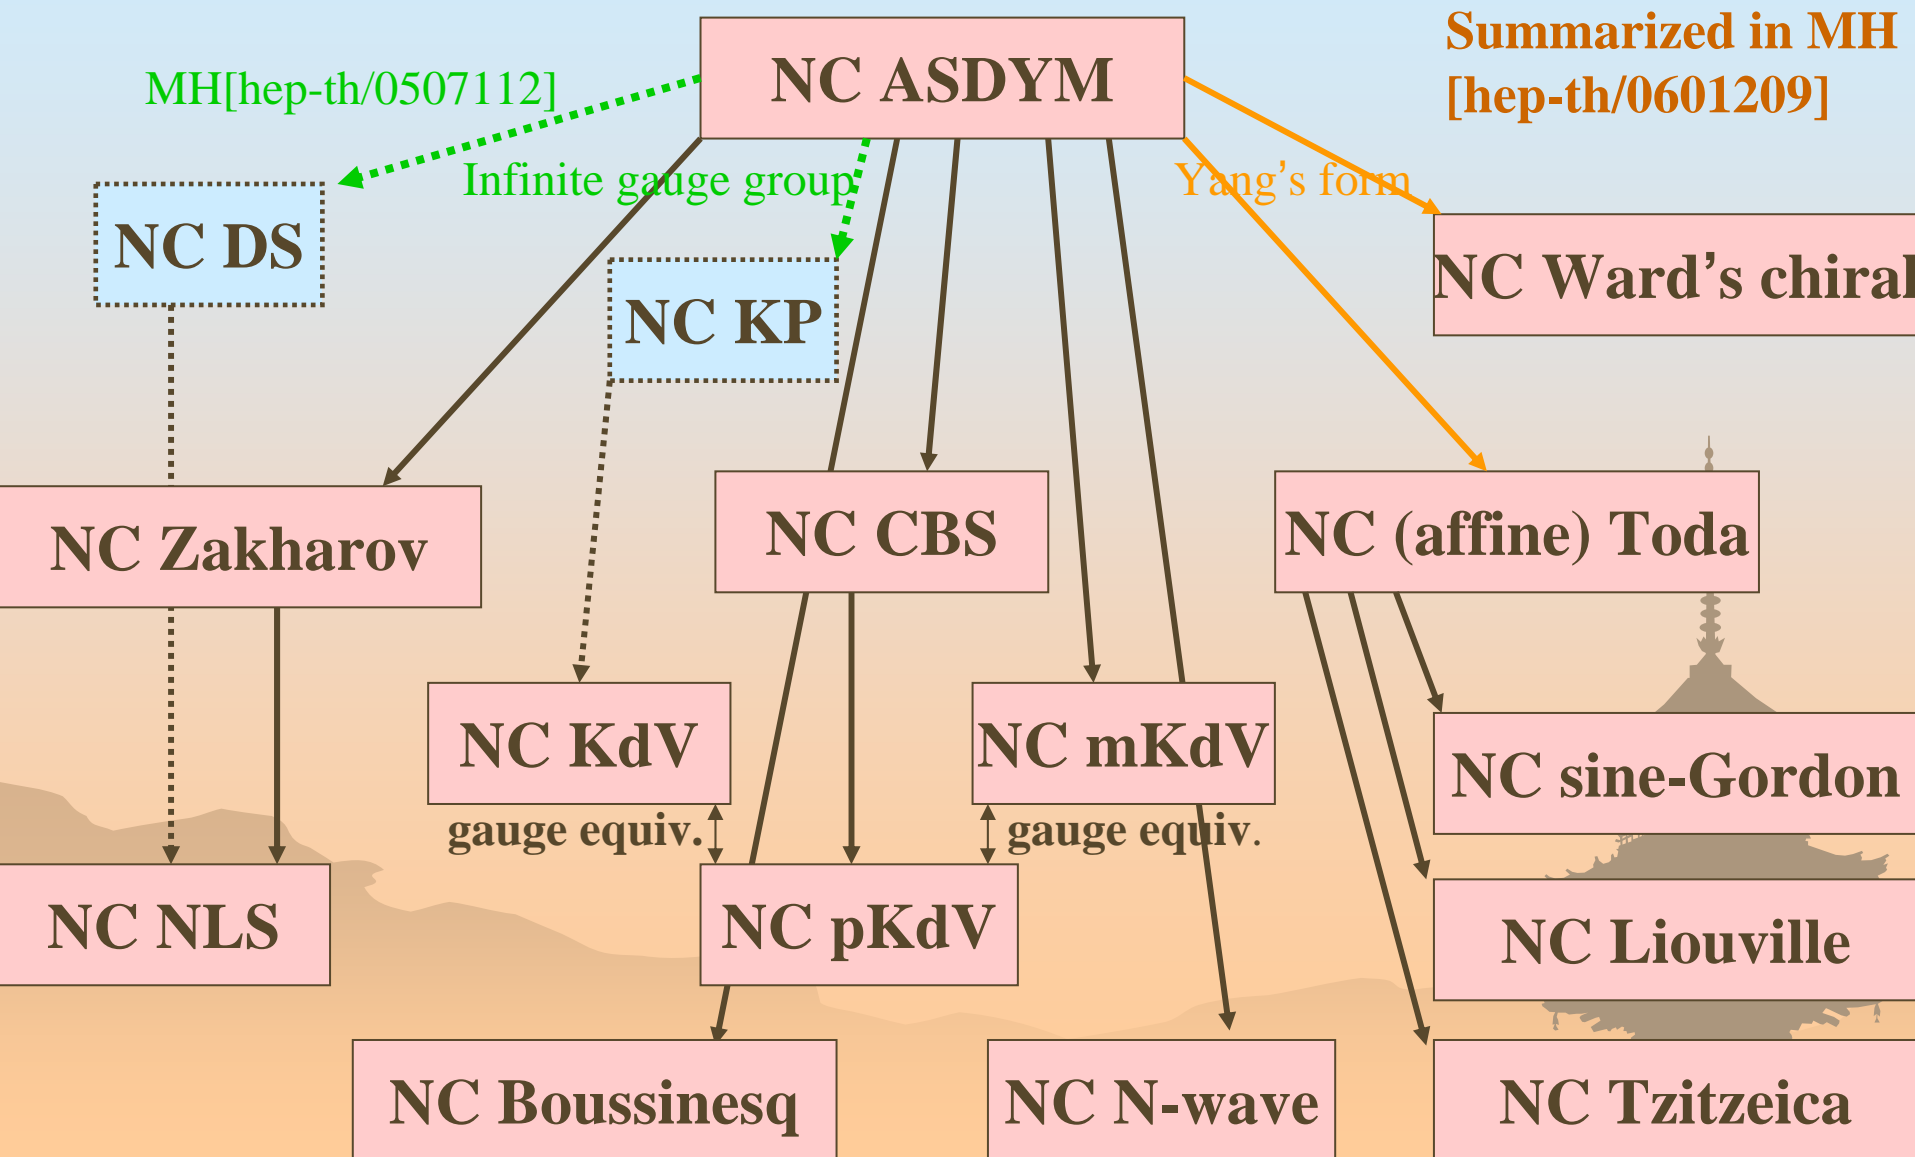 Summarized in MH
[hep-th/0601209]
NC ASDYM
MH[hep-th/0507112]
Infinite gauge group
Yang’s form
NC DS
NC Ward’s chiral
NC KP
NC Zakharov
NC CBS
NC (affine) Toda
NC KdV
NC mKdV
NC sine-Gordon
gauge equiv.
gauge equiv.
NC NLS
NC pKdV
NC Liouville
NC Boussinesq
NC N-wave
NC Tzitzeica